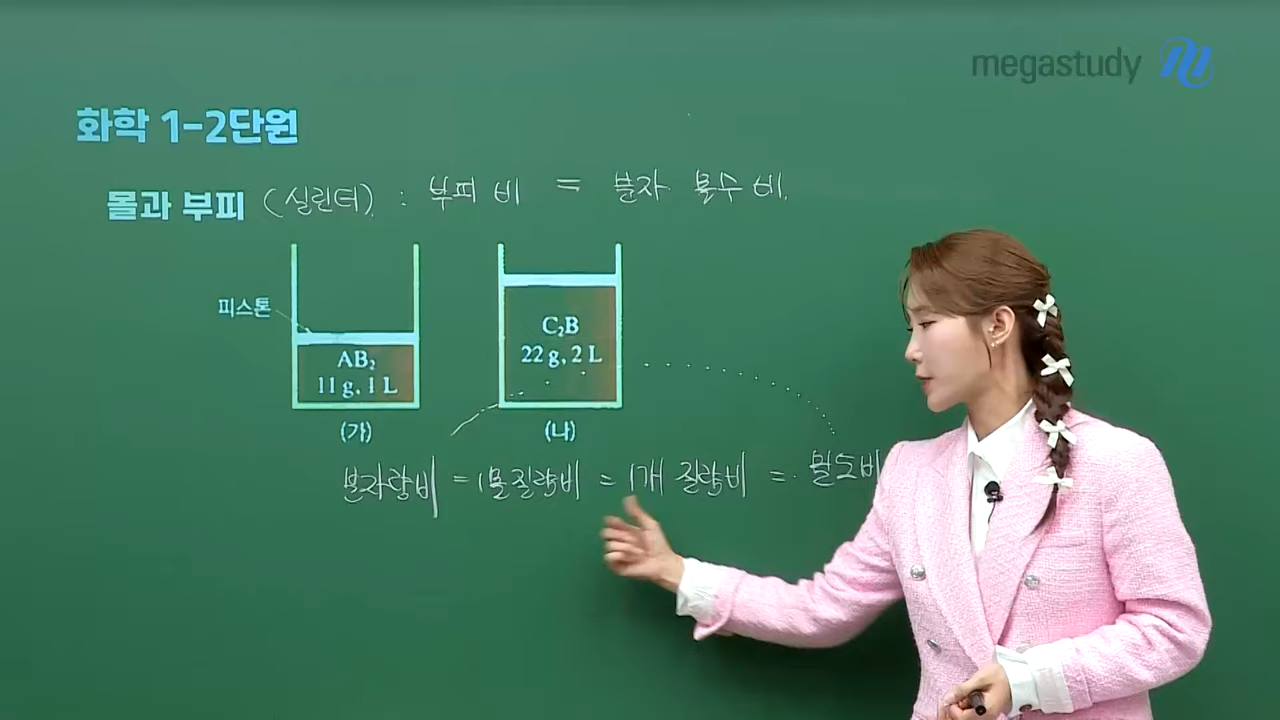 megastudy
화학 1-2단원
몰과 부피 (실린더) : 부피 비 = 분자 몰수 비.
피스톤
AB₂
11 g, 1 L
(가)
C₂B
22 g, 2 L
(나)
분자량비 = 1몰질량비 = 1개 질량비 = 밀도비